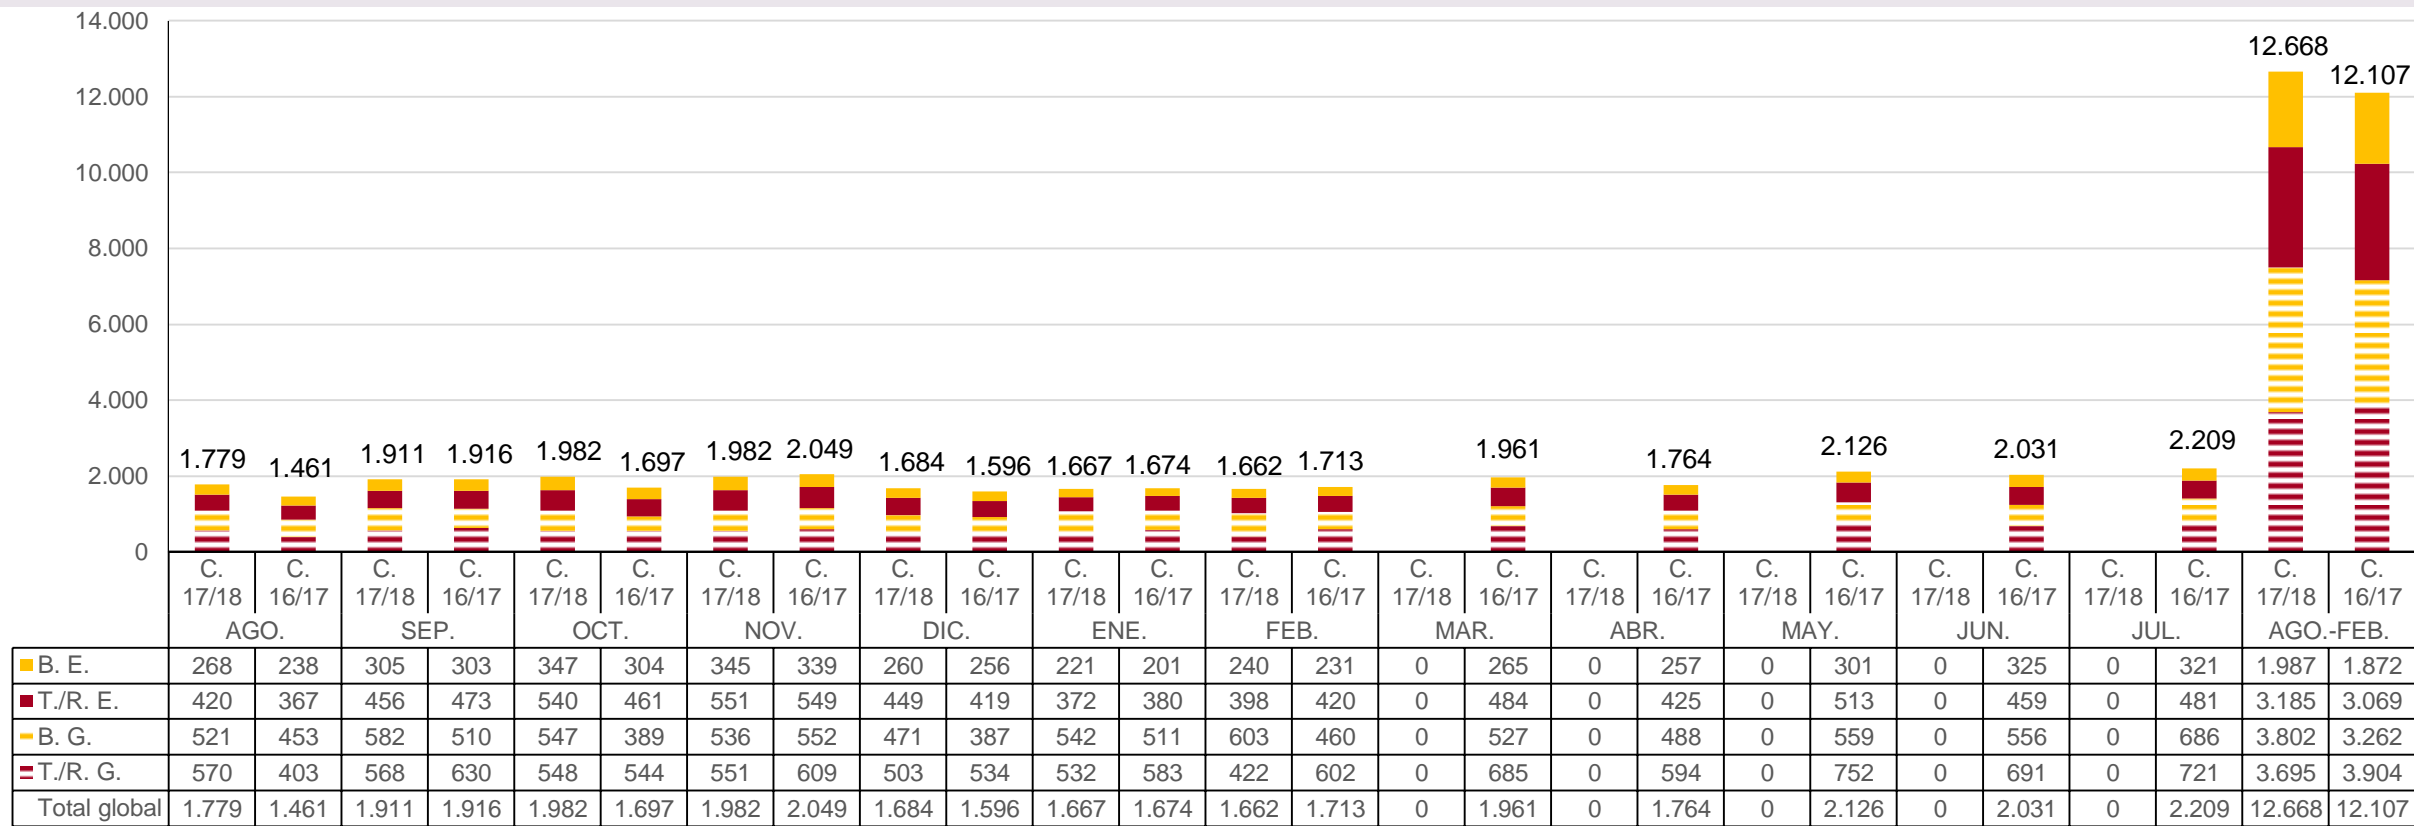 14.000
12.000
10.000
8.000
6.000
4.000
2.000
0
1.779 1.461 1.911 1.916 1.982 1.697 1.982 2.049 1.684 1.596 1.667 1.674 1.662 1.713 1.961 1.764 2.126 2.031 2.209 12.668 12.107
C. C. C. C. C. C. C. C. C. C. C. C. C. C. C. C. C. C. C. C. C. C. C. C. C. C.
17/18 16/17 17/18 16/17 17/18 16/17 17/18 16/17 17/18 16/17 17/18 16/17 17/18 16/17 17/18 16/17 17/18 16/17 17/18 16/17 17/18 16/17 17/18 16/17 17/18 16/17
AGO. SEP. OCT. NOV. DIC. ENE. FEB. MAR. ABR. MAY. JUN. JUL. AGO.-FEB.
B. E. 268 238 305 303 347 304 345 339 260 256 221 201 240 231 0 265 0 257 0 301 0 325 0 321 1.987 1.872
T./R. E. 420 367 456 473 540 461 551 549 449 419 372 380 398 420 0 484 0 425 0 513 0 459 0 481 3.185 3.069
B. G. 521 453 582 510 547 389 536 552 471 387 542 511 603 460 0 527 0 488 0 559 0 556 0 686 3.802 3.262
T./R. G. 570 403 568 630 548 544 551 609 503 534 532 583 422 602 0 685 0 594 0 752 0 691 0 721 3.695 3.904
Total global 1.779 1.461 1.911 1.916 1.982 1.697 1.982 2.049 1.684 1.596 1.667 1.674 1.662 1.713 0 1.961 0 1.764 0 2.126 0 2.031 0 2.209 12.668 12.107